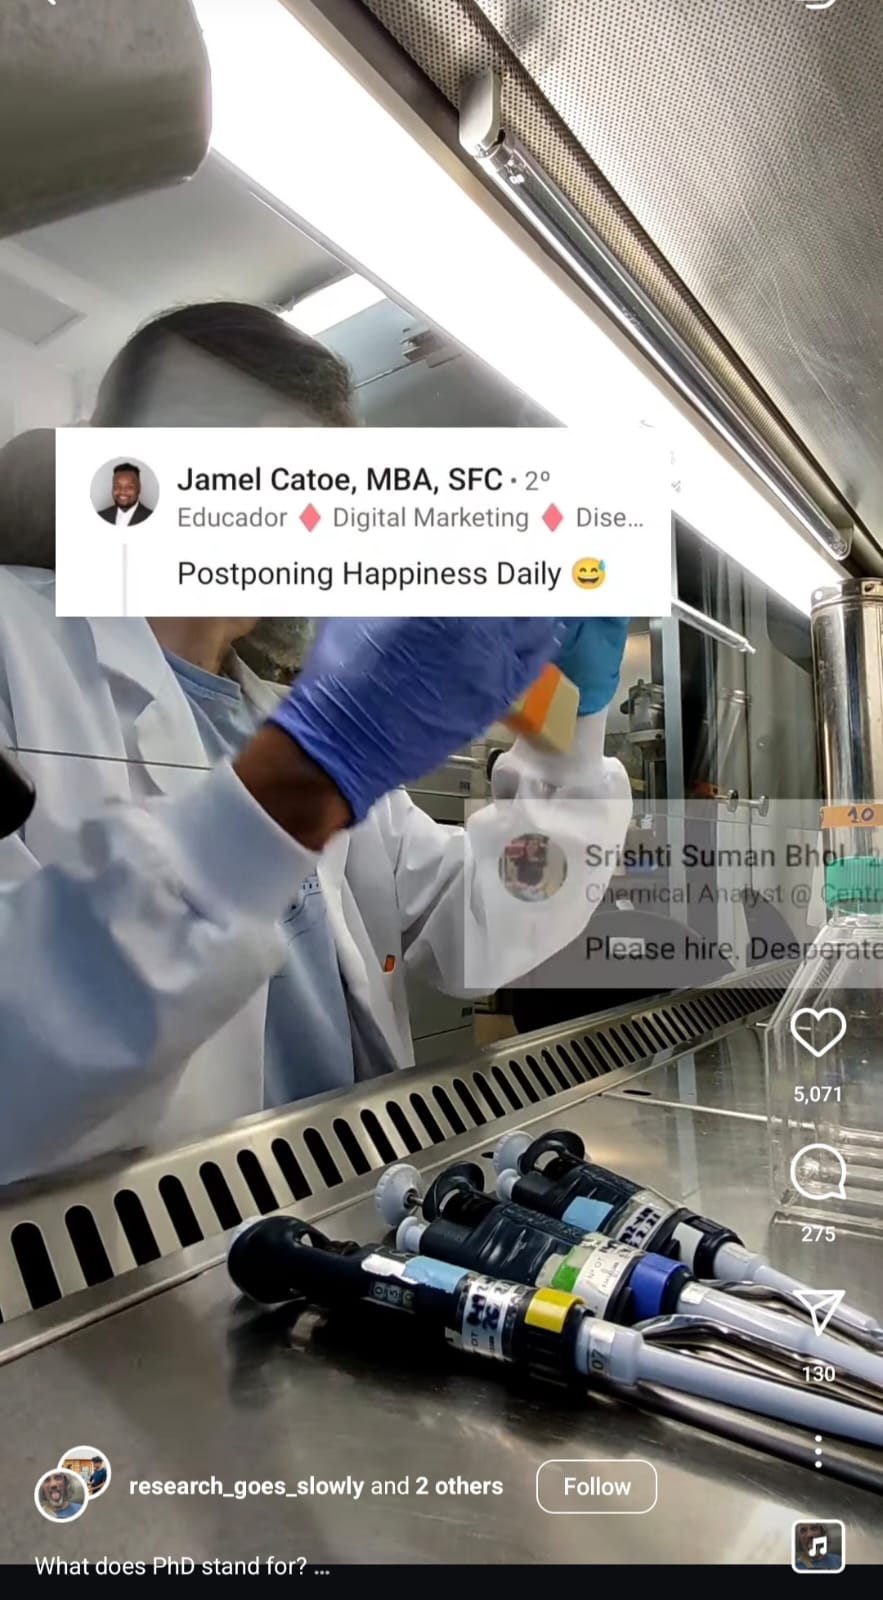 Jamel Catoe, MBA, SFC · 2º
Educador ♦ Digital Marketing ♦ Dise...
Postponing Happiness Daily 😅
10
Srishti Suman Bhol
Chemical Analyst @ Centr
Please hire. Desperate
5,071
275
130
research_goes_slowly and 2 others
Follow
What does PhD stand for? ...